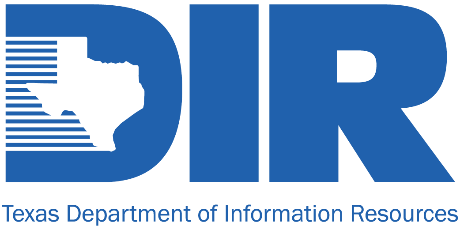 DIR
Texas Department of Information Resources